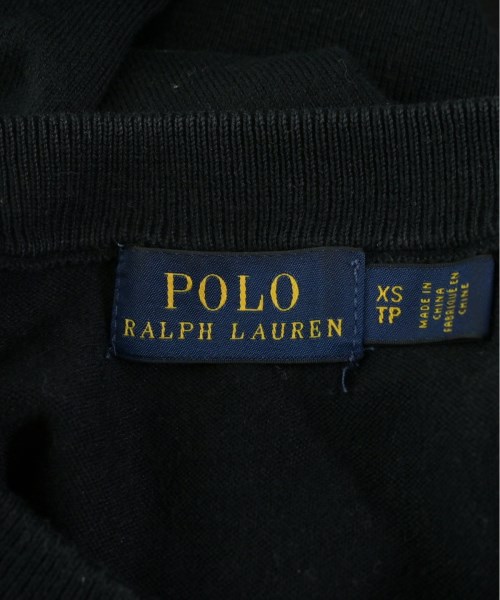 POLO
RALPH LAUREN
XS
TP
MADE IN
CHINA
FABRIQUÉ EN
CHINE